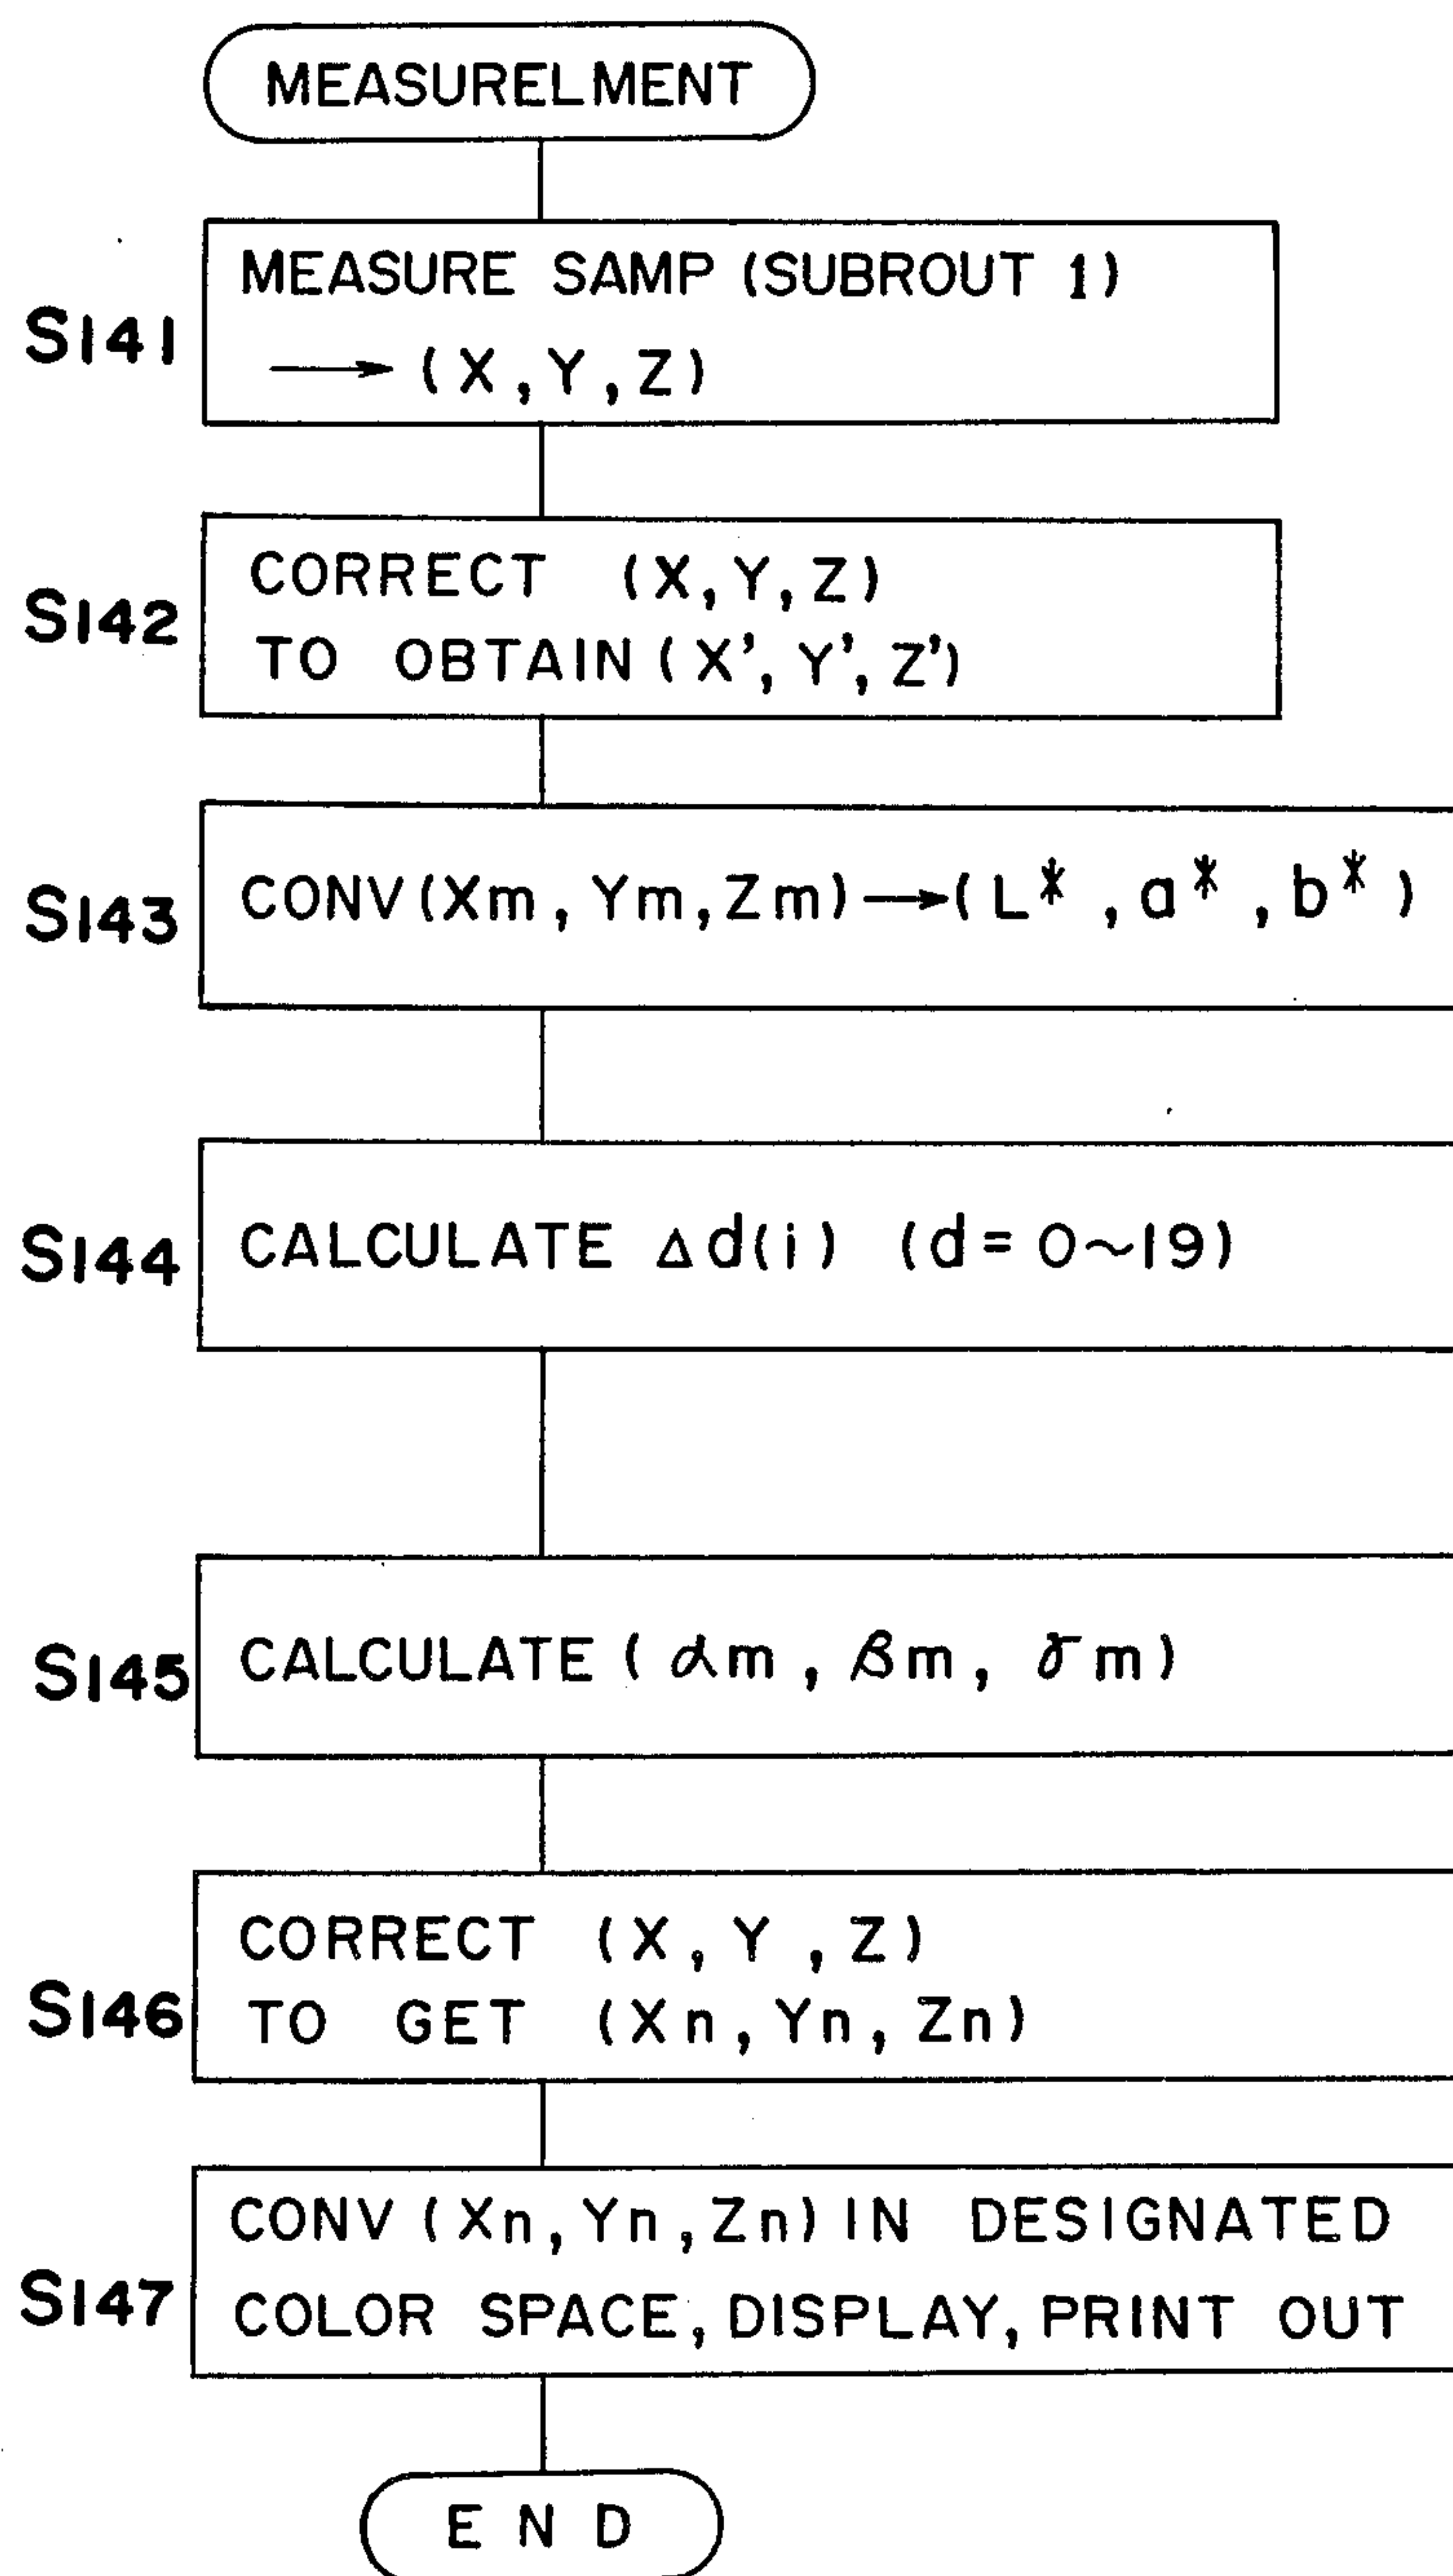 MEASURELMENT
S141
MEASURE SAMP (SUBROUT 1)
→ (X, Y, Z)
S142
CORRECT (X, Y, Z)
TO OBTAIN (X', Y', Z')
S143
CONV (Xm, Ym, Zm) → (L*, a*, b*)
S144
CALCULATE Δd(i) (d = 0~19)
S145
CALCULATE (αm, βm, γm)
S146
CORRECT (X, Y, Z)
TO GET (Xn, Yn, Zn)
S147
CONV (Xn, Yn, Zn) IN DESIGNATED
COLOR SPACE, DISPLAY, PRINT OUT
END